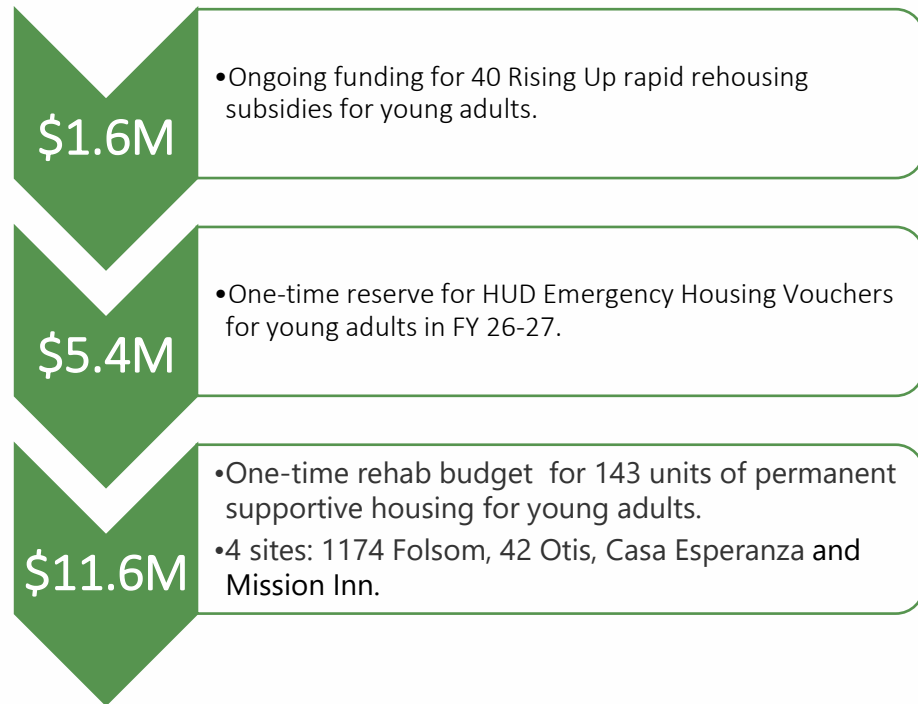 $1.6M
•Ongoing funding for 40 Rising Up rapid rehousing
subsidies for young adults.
$5.4M
•One-time reserve for HUD Emergency Housing Vouchers
for young adults in FY 26-27.
$11.6M
•One-time rehab budget  for 143 units of permanent
supportive housing for young adults.
•4 sites: 1174 Folsom, 42 Otis, Casa Esperanza and
Mission Inn.